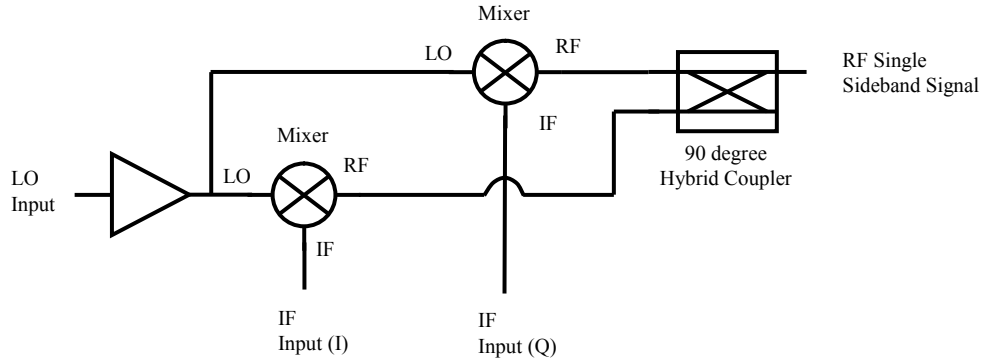 Mixer
LO
RF
RF Single
Sideband Signal
IF
Mixer
90 degree
Hybrid Coupler
LO
Input
LO
RF
IF
IF
Input (I)
IF
Input (Q)